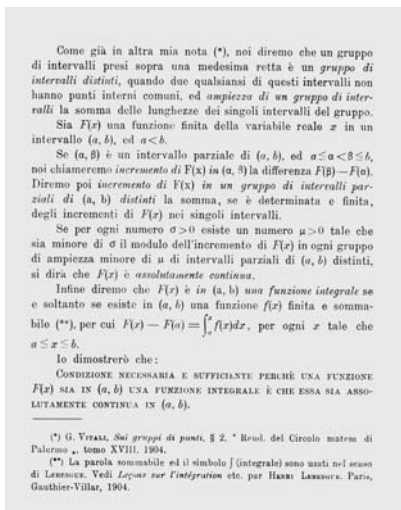 Come già in altra mia nota (*), noi diremo che un gruppo
di intervalli presi sopra una medesima retta è un gruppo di
intervalli distinti, quando due qualsiansi di questi intervalli non
hanno punti interni comuni, ed ampiezza di un gruppo di inter-
valli la somma delle lunghezze dei singoli intervalli del gruppo.
Sia F(x) una funzione finita della variabile reale x in un
intervallo (a, b), ed a<b.
Se (α, β) è un intervallo parziale di (a, b), ed a≤α<β≤b,
noi chiameremo incremento di F(x) in (α, β) la differenza F(β)—F(α).
Diremo poi incremento di F(x) in un gruppo di intervalli par-
ziali di (a, b) distinti la somma, se è determinata e finita,
degli incrementi di F(x) nei singoli intervalli.
Se per ogni numero σ>0 esiste un numero μ>0 tale che
sia minore di σ il modulo dell'incremento di F(x) in ogni gruppo
di ampiezza minore di μ di intervalli parziali di (a, b) distinti,
si dirà che F(x) è assolutamente continua.
Infine diremo che F(x) è in (a, b) una funzione integrale se
e soltanto se esiste in (a, b) una funzione f(x) finita e somma-
bile (**), per cui F(x) — F(a) = ∫ₐˣ f(x)dx, per ogni x tale che
a ≤ x ≤ b.
Io dimostrerò che:
CONDIZIONE NECESSARIA E SUFFICIENTE PERCHÈ UNA FUNZIONE
F(x) SIA IN (a, b) UNA FUNZIONE INTEGRALE È CHE ESSA SIA ASSO-
LUTAMENTE CONTINUA IN (a, b).
(*) G. VITALI, Sui gruppi di punti, § 2. " Rend. del Circolo matem di
Palermo „, tomo XVIII, 1904.
(**) La parola sommabile ed il simbolo ∫ (integrale) sono usati nel senso
di LEBESGUE. Vedi Leçons sur l'intégration etc. par HENRI LEBESGUE. Paris,
Gauthier-Villar, 1904.